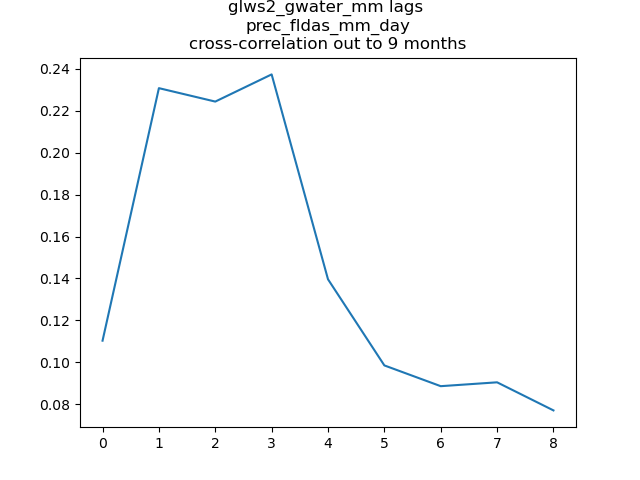 glws2_gwater_mm lags
prec_fldas_mm_day
cross-correlation out to 9 months
0.24
0.22
0.20
0.18
0.16
0.14
0.12
0.10
0.08
0 1 2 3 4 5 6 7 8